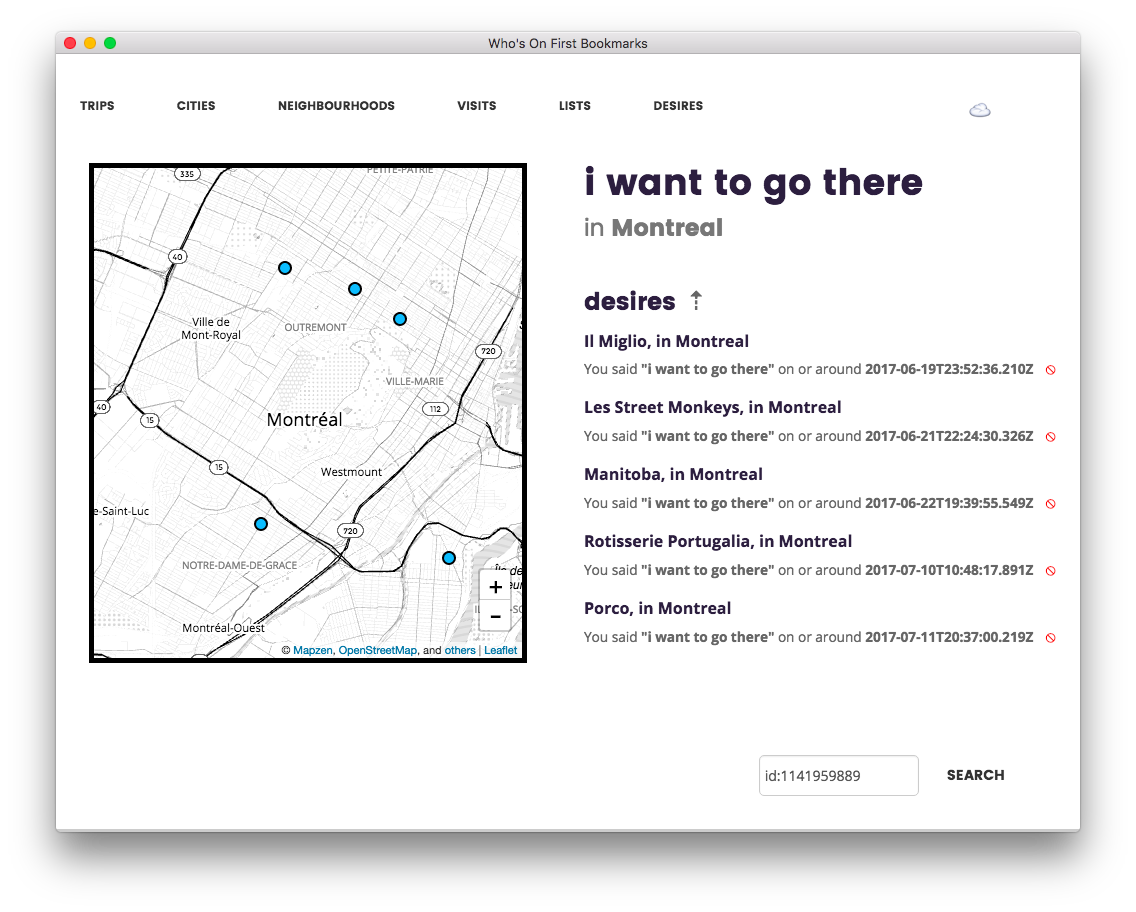 Who's On First Bookmarks
TRIPS
CITIES
NEIGHBOURHOODS
VISITS
LISTS
DESIRES
PETITE-PATRIE
335
40
Ville de
Mont-Royal
OUTREMONT
720
VILLE-MARIE
40
112
15
Montréal
15
Westmount
e-Saint-Luc
720
NOTRE-DAME-DE-GRACE
Île de
+
−
Montréal-Ouest
© Mapzen, OpenStreetMap, and others | Leaflet
i want to go there
in Montreal
desires ⇡
Il Miglio, in Montreal
You said "i want to go there" on or around 2017-06-19T23:52:36.210Z
Les Street Monkeys, in Montreal
You said "i want to go there" on or around 2017-06-21T22:24:30.326Z
Manitoba, in Montreal
You said "i want to go there" on or around 2017-06-22T19:39:55.549Z
Rotisserie Portugalia, in Montreal
You said "i want to go there" on or around 2017-07-10T10:48:17.891Z
Porco, in Montreal
You said "i want to go there" on or around 2017-07-11T20:37:00.219Z
id:1141959889
SEARCH